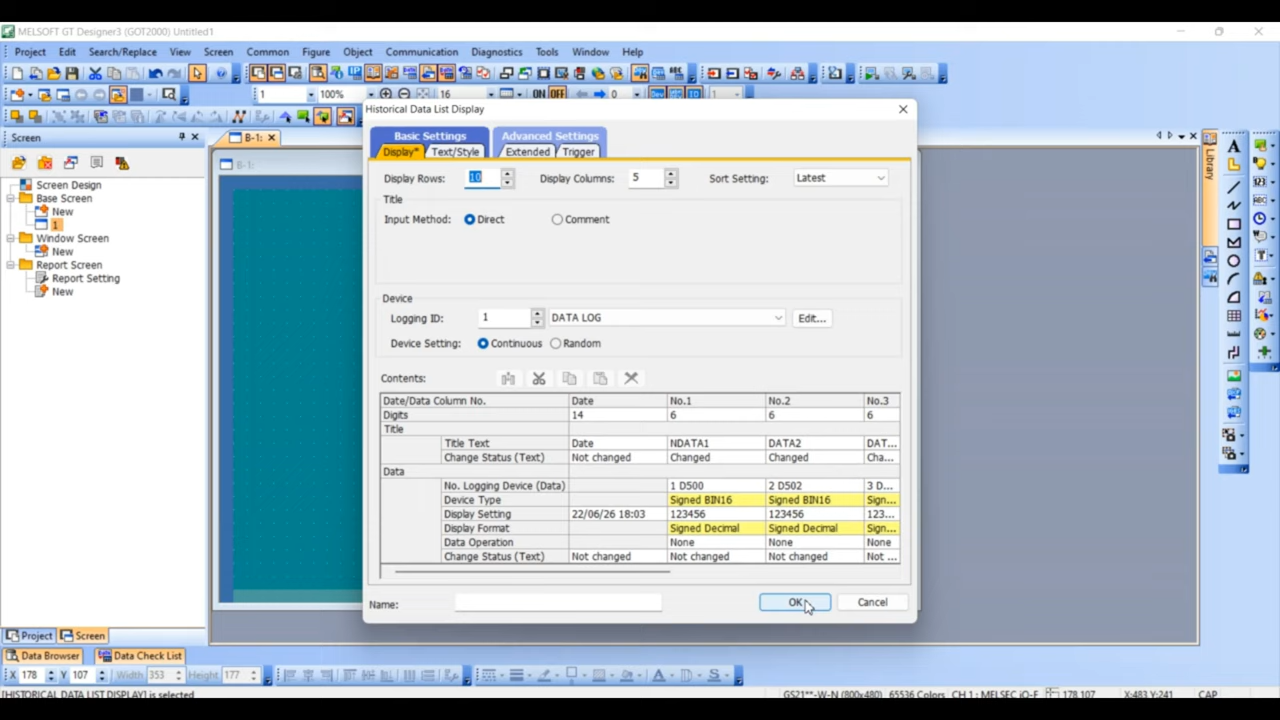 MELSOFT GT Designer3 (GOT2000) Untitled1
Project Edit Search/Replace View Screen Common Figure Object Communication Diagnostics Tools Window Help
1 100% 16 ON OFF 0 Dev ID 1
Screen
B-1:
B-1:
Screen Design
Base Screen
New
1
Window Screen
New
Report Screen
Report Setting
New
Library
Historical Data List Display
Basic Settings Advanced Settings
Display* Text/Style Extended Trigger
Display Rows: 10 Display Columns: 5 Sort Setting: Latest
Title
Input Method: Direct Comment
Device
Logging ID: 1 DATA LOG Edit...
Device Setting: Continuous Random
Contents:
Date/Data Column No. Date No.1 No.2 No.3
Digits 14 6 6 6
Title
Title Text Date NDATA1 DATA2 DAT...
Change Status (Text) Not changed Changed Changed Cha...
Data
No. Logging Device (Data) 1 D500 2 D502 3 D...
Device Type Signed BIN16 Signed BIN16 Sign...
Display Setting 22/06/26 18:03 123456 123456 123...
Display Format Signed Decimal Signed Decimal Sign...
Data Operation None None None
Change Status (Text) Not changed Not changed Not changed Not ...
Name: OK Cancel
Project Screen
Data Browser Data Check List
X 178 Y 107 Width 353 Height 177
[HISTORICAL DATA LIST DISPLAY] is selected GS21**-W-N (800x480) 65536 Colors CH 1 : MELSEC iQ-F 178,107 X:483 Y:241 CAP